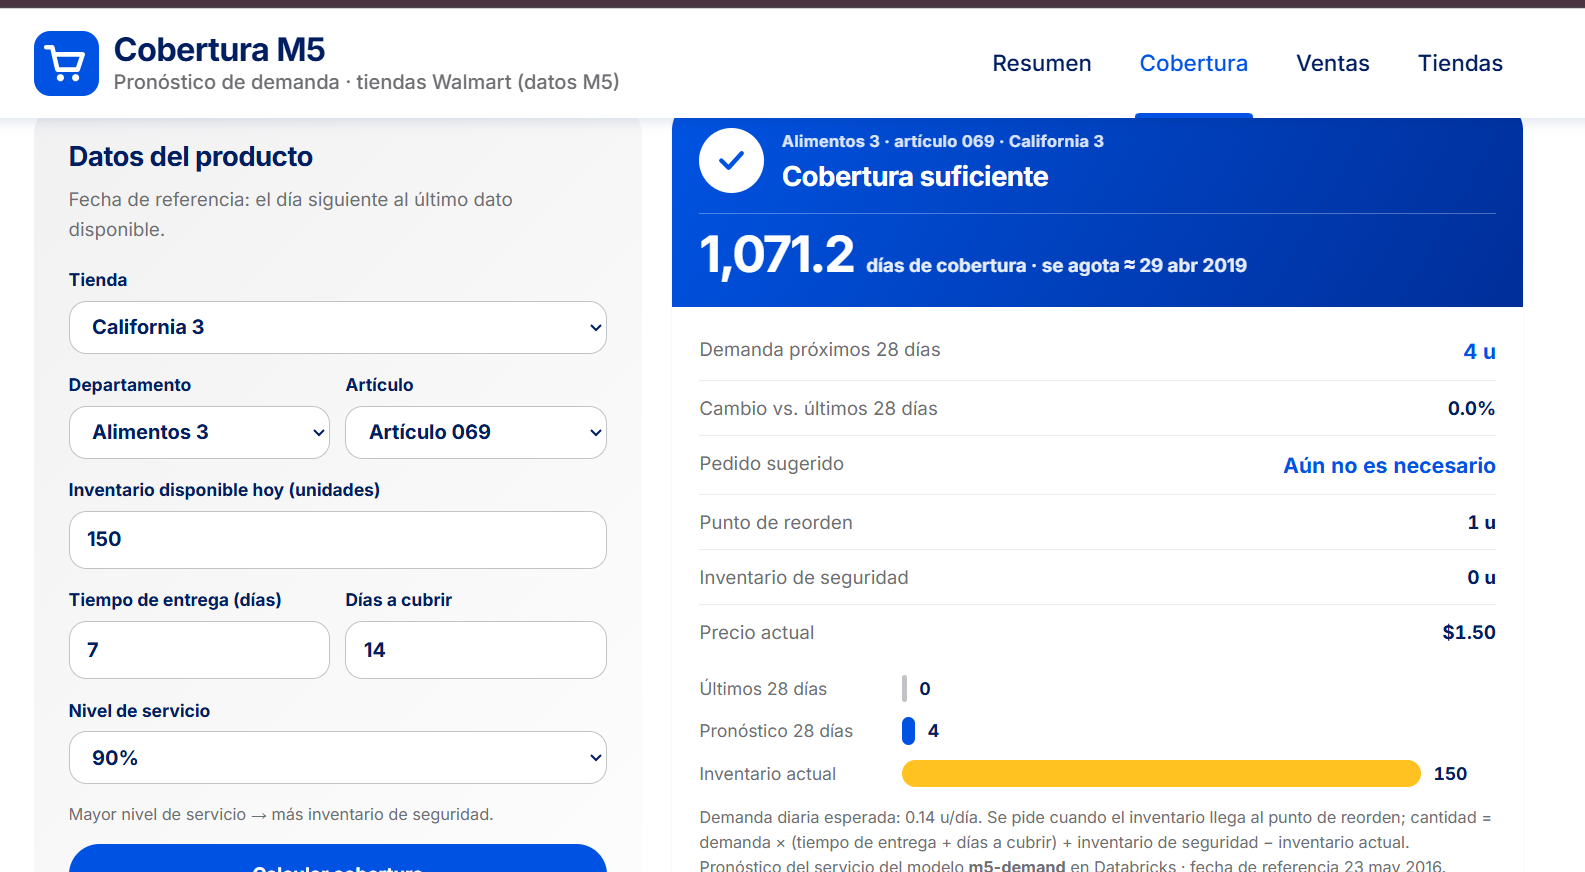 Cobertura M5
Pronóstico de demanda · tiendas Walmart (datos M5)
Resumen
Cobertura
Ventas
Tiendas
Datos del producto
Fecha de referencia: el día siguiente al último dato
disponible.
Tienda
California 3
Departamento
Artículo
Alimentos 3
Artículo 069
Inventario disponible hoy (unidades)
150
Tiempo de entrega (días)
Días a cubrir
7
14
Nivel de servicio
90%
Mayor nivel de servicio → más inventario de seguridad.
Calcular cobertura
Alimentos 3 · artículo 069 · California 3
Cobertura suficiente
1,071.2 días de cobertura · se agota ≈ 29 abr 2019
Demanda próximos 28 días
4 u
Cambio vs. últimos 28 días
0.0%
Pedido sugerido
Aún no es necesario
Punto de reorden
1 u
Inventario de seguridad
0 u
Precio actual
$1.50
Últimos 28 días
0
Pronóstico 28 días
4
Inventario actual
150
Demanda diaria esperada: 0.14 u/día. Se pide cuando el inventario llega al punto de reorden; cantidad =
demanda × (tiempo de entrega + días a cubrir) + inventario de seguridad − inventario actual.
Pronóstico del servicio del modelo m5-demand en Databricks · fecha de referencia 23 may 2016.